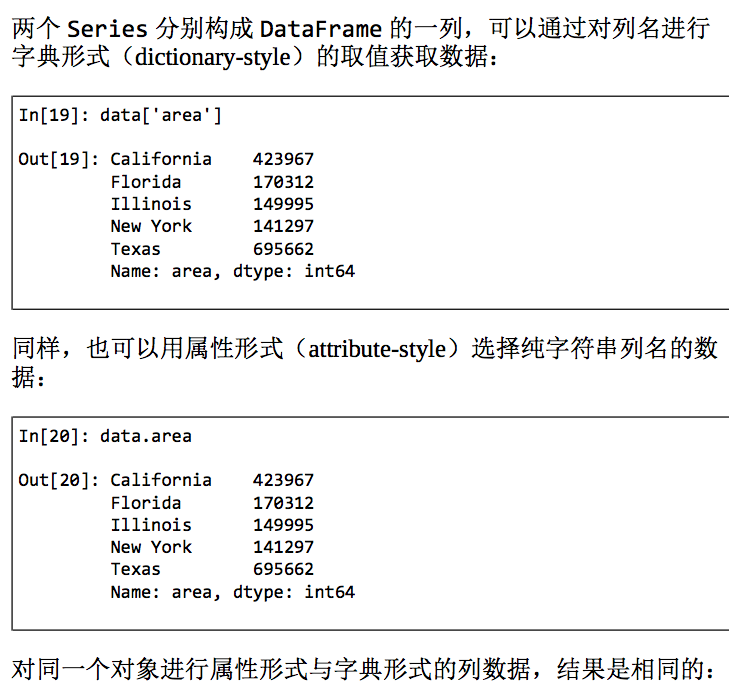 两个 Series 分别构成 DataFrame 的一列，可以通过对列名进行
字典形式（dictionary-style）的取值获取数据：
In[19]: data['area']
Out[19]: California    423967
         Florida       170312
         Illinois      149995
         New York      141297
         Texas         695662
         Name: area, dtype: int64
同样，也可以用属性形式（attribute-style）选择纯字符串列名的数
据：
In[20]: data.area
Out[20]: California    423967
         Florida       170312
         Illinois      149995
         New York      141297
         Texas         695662
         Name: area, dtype: int64
对同一个对象进行属性形式与字典形式的列数据，结果是相同的：